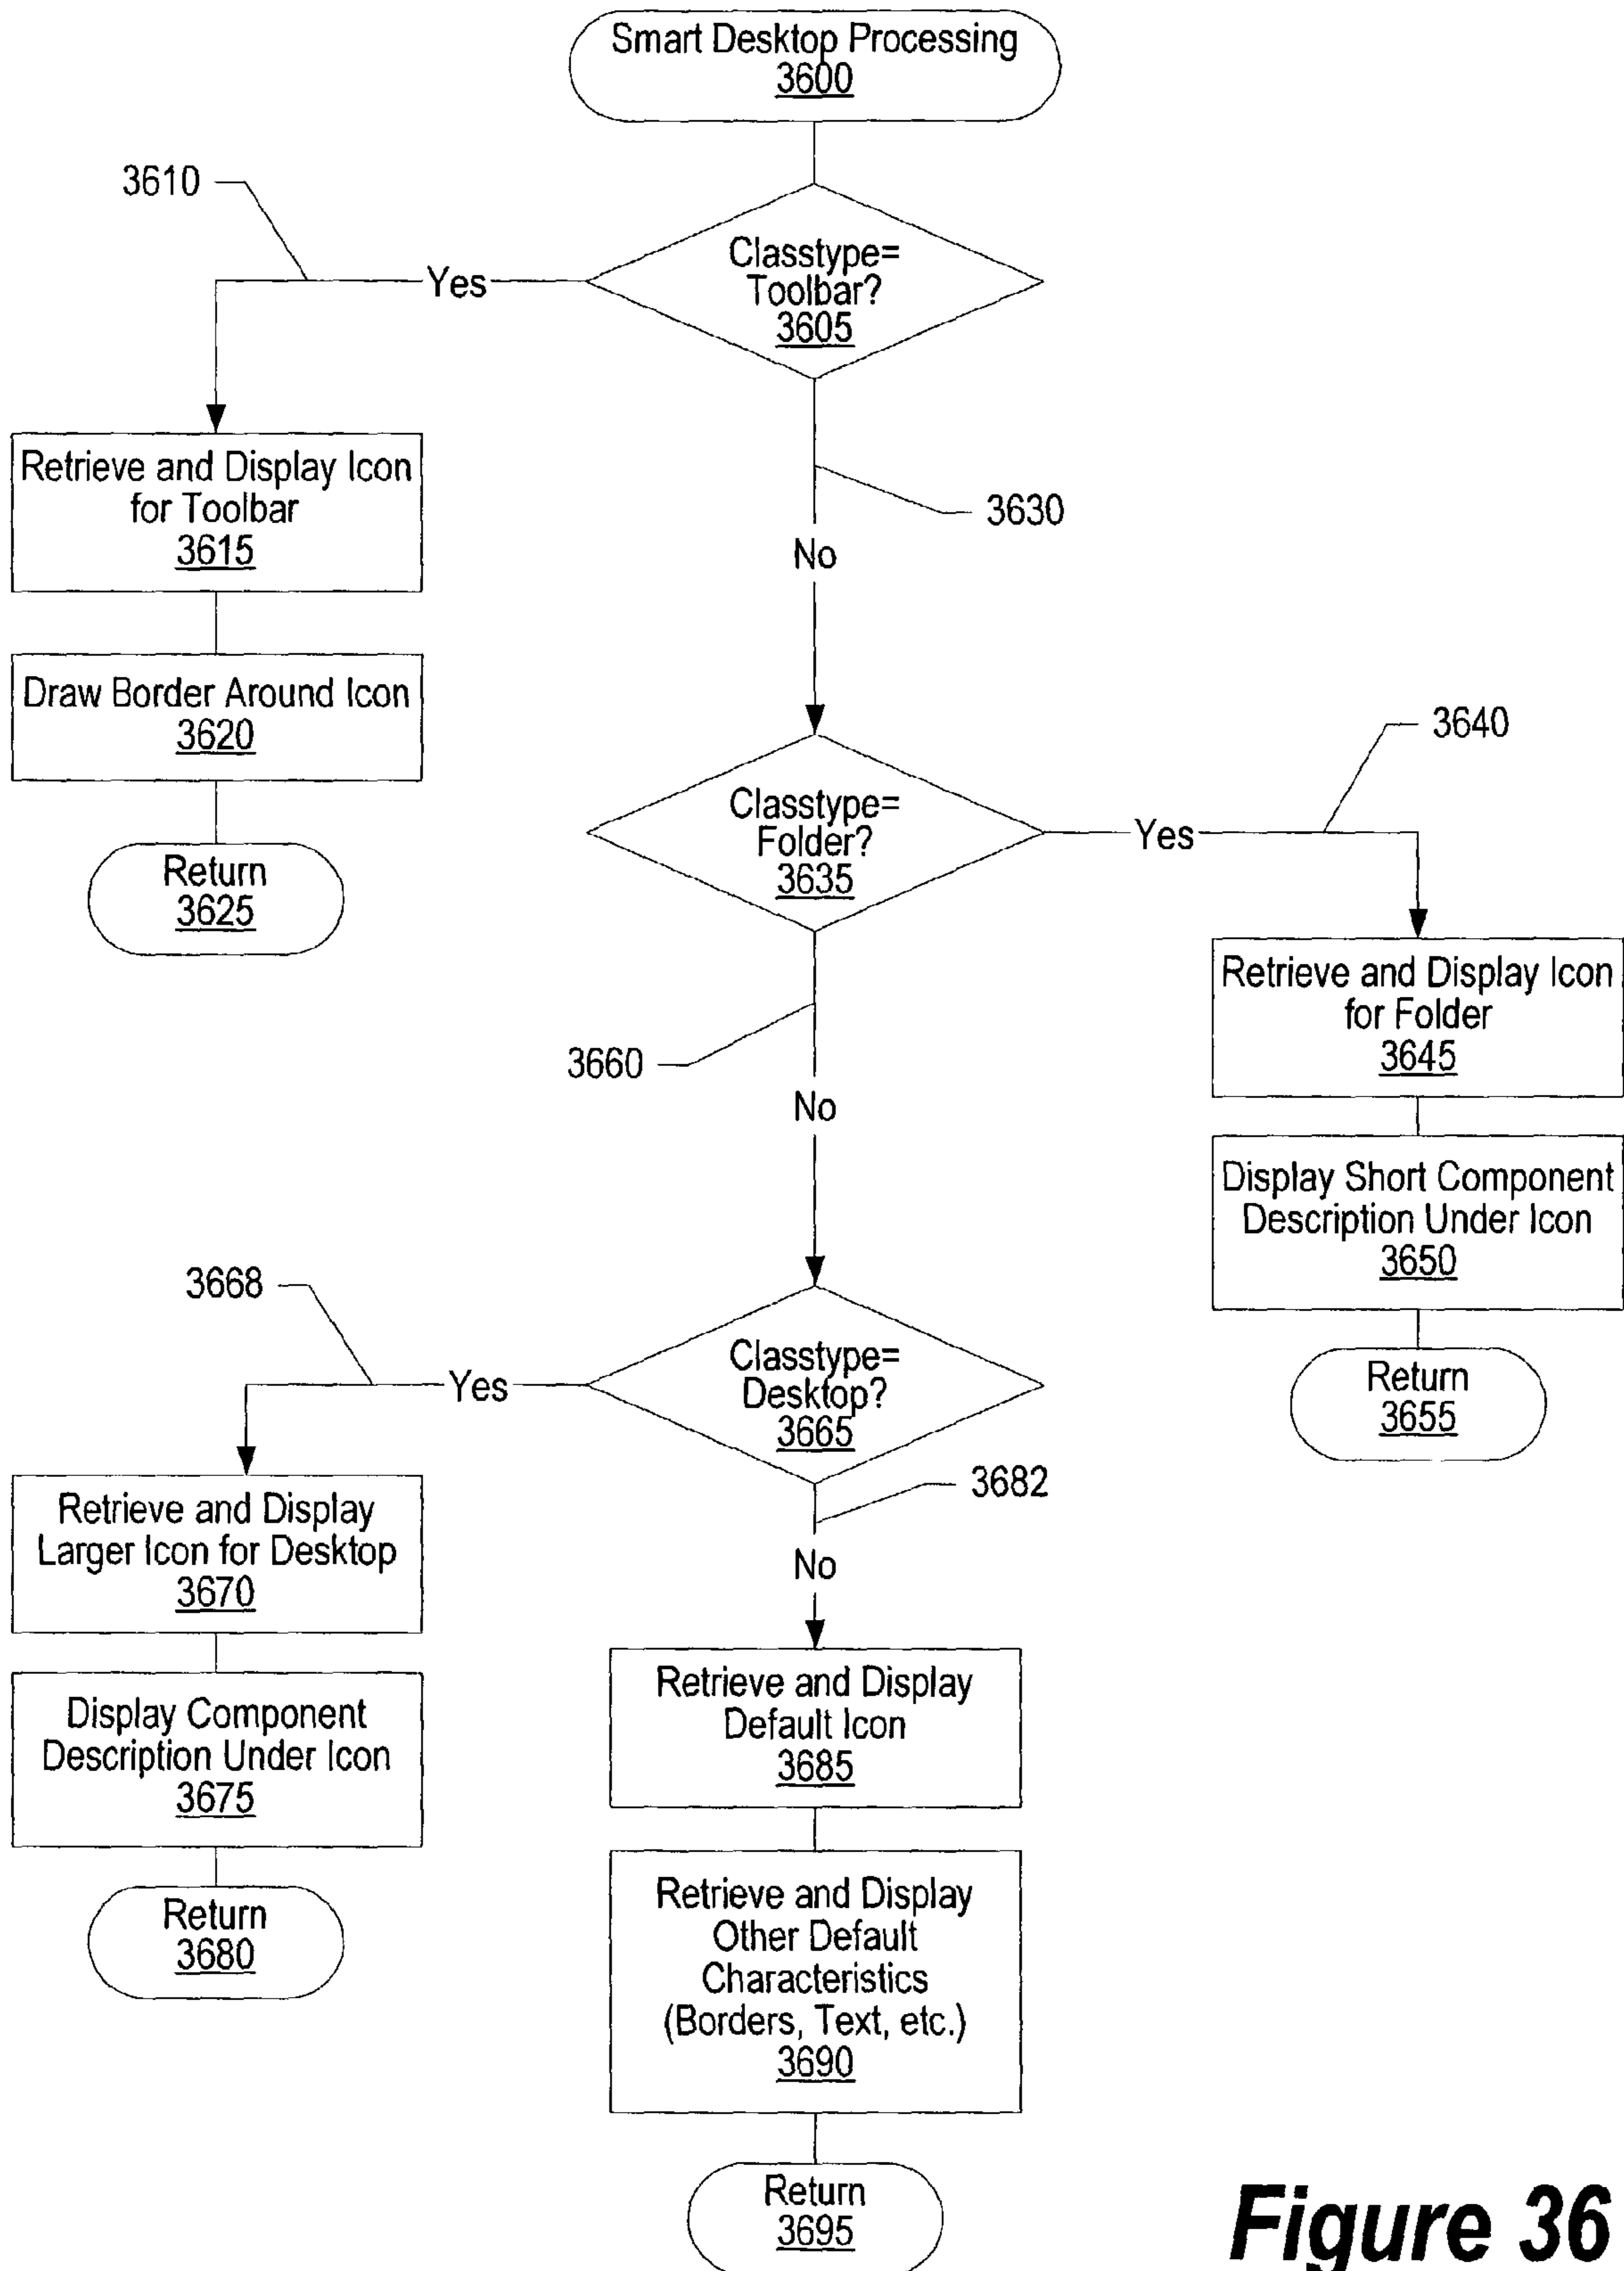 Smart Desktop Processing
3600
3610
Classtype=
Toolbar?
3605
Yes
Retrieve and Display Icon
for Toolbar
3615
3630
No
Draw Border Around Icon
3620
Return
3625
Classtype=
Folder?
3635
3640
Yes
Retrieve and Display Icon
for Folder
3645
3660
No
Display Short Component
Description Under Icon
3650
Return
3655
3668
Classtype=
Desktop?
3665
Yes
3682
No
Retrieve and Display
Larger Icon for Desktop
3670
Display Component
Description Under Icon
3675
Return
3680
Retrieve and Display
Default Icon
3685
Retrieve and Display
Other Default
Characteristics
(Borders, Text, etc.)
3690
Return
3695
Figure 36